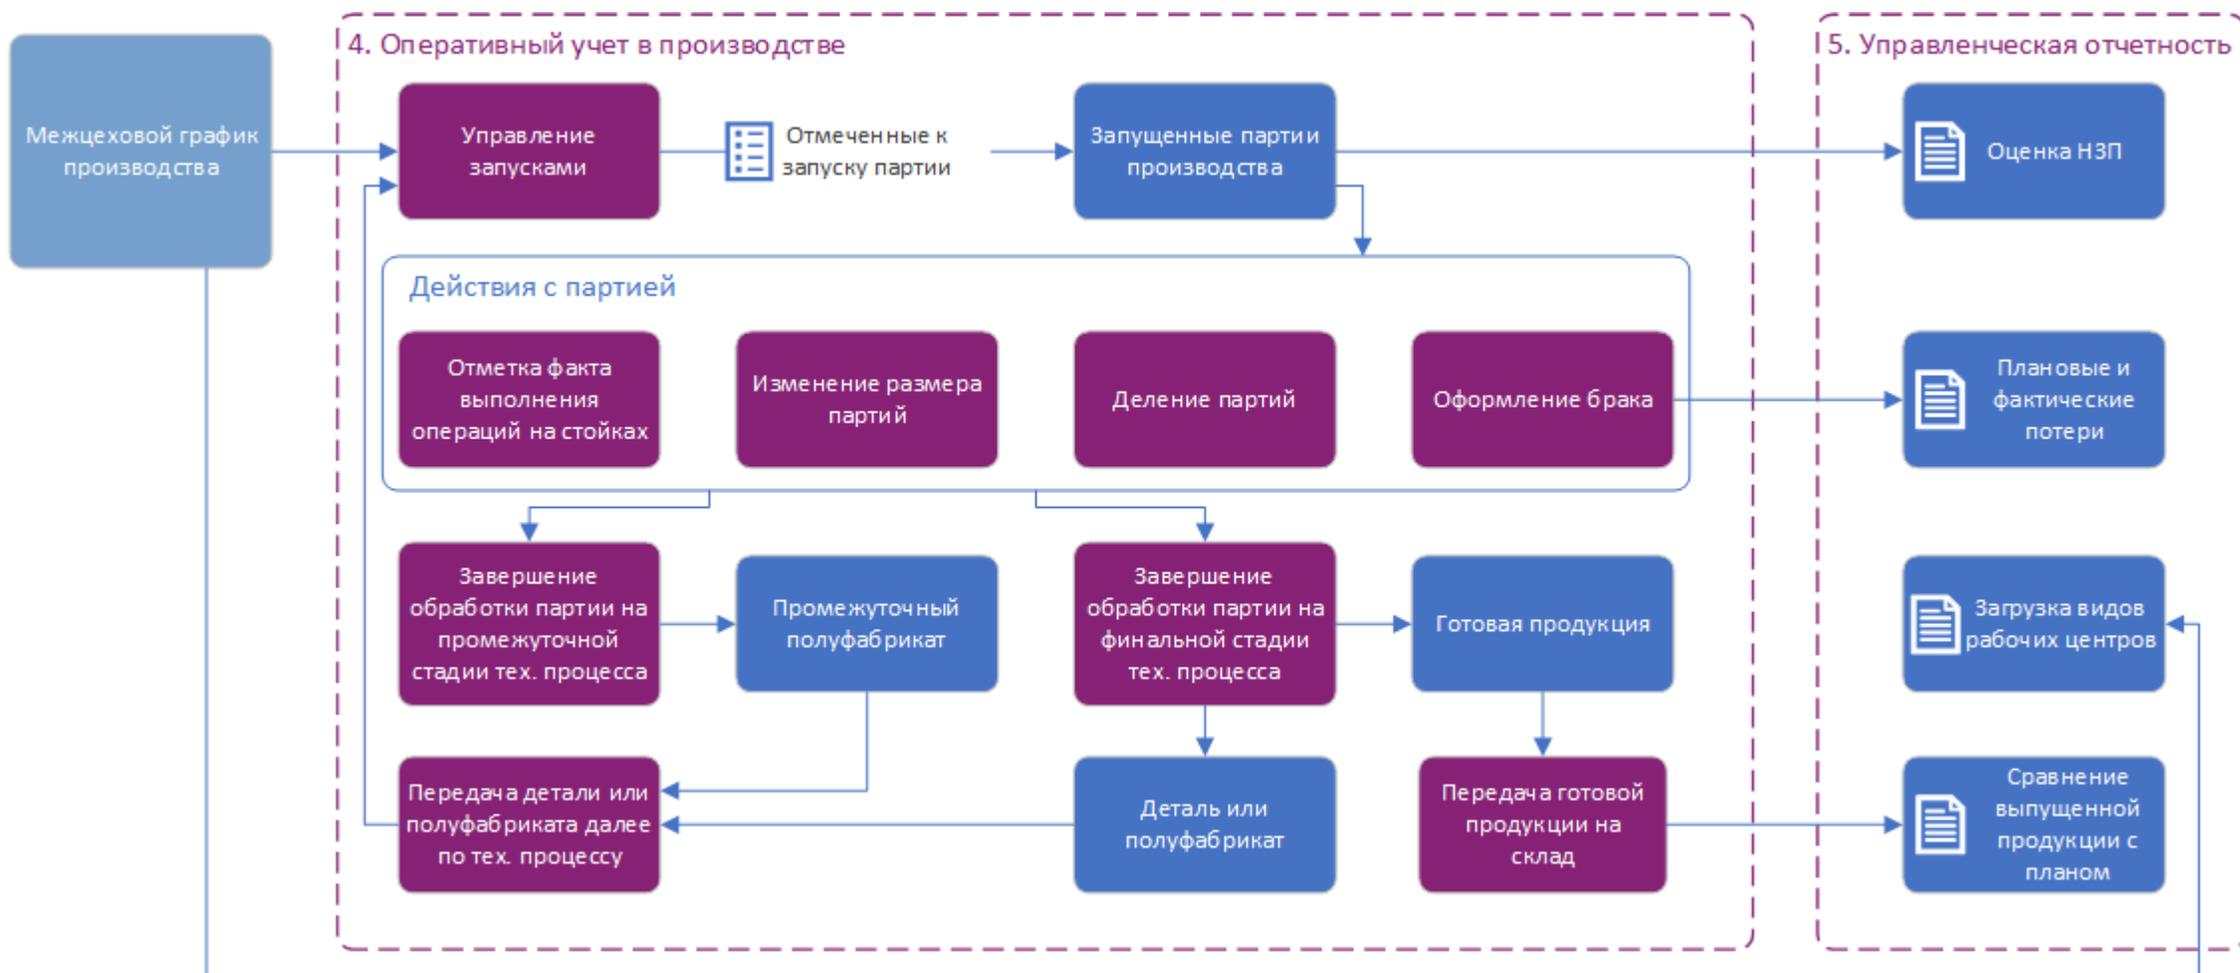 4. Оперативный учет в производстве
5. Управленческая отчетность
Межцеховой график
производства
Управление
запусками
Отмеченные к
запуску партии
Запущенные партии
производства
Оценка НЗП
Действия с партией
Отметка факта
выполнения
операций на стойках
Изменение размера
партий
Деление партий
Оформление брака
Плановые и
фактические
потери
Завершение
обработки партии на
промежуточной
стадии тех. процесса
Промежуточный
полуфабрикат
Завершение
обработки партии на
финальной стадии
тех. процесса
Готовая продукция
Загрузка видов
рабочих центров
Передача детали или
полуфабриката далее
по тех. процессу
Деталь или
полуфабрикат
Передача готовой
продукции на
склад
Сравнение
выпущенной
продукции с
планом